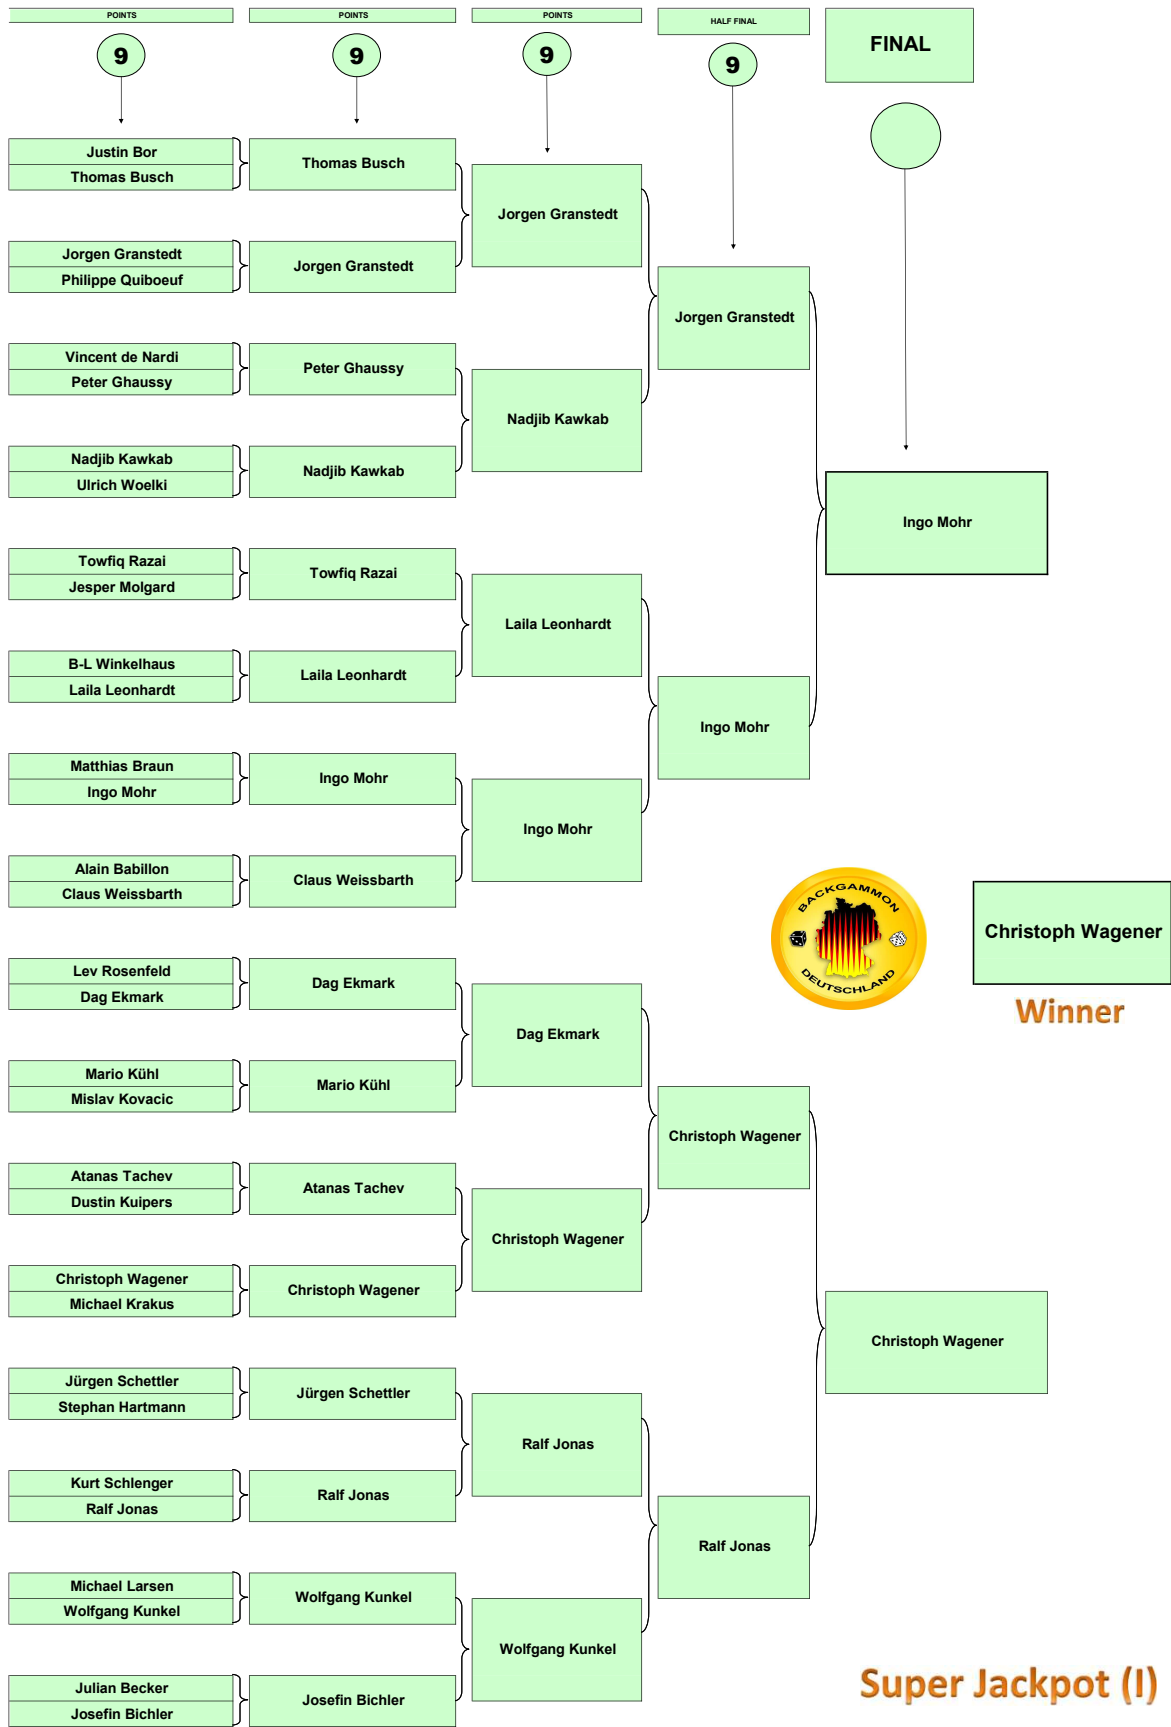 POINTS
POINTS
POINTS
HALF FINAL
FINAL
9
9
9
9
Justin Bor
Thomas Busch
Jorgen Granstedt
Philippe Quiboeuf
Vincent de Nardi
Peter Ghaussy
Nadjib Kawkab
Ulrich Woelki
Towfiq Razai
Jesper Molgard
B-L Winkelhaus
Laila Leonhardt
Matthias Braun
Ingo Mohr
Alain Babillon
Claus Weissbarth
Lev Rosenfeld
Dag Ekmark
Mario Kühl
Mislav Kovacic
Atanas Tachev
Dustin Kuipers
Christoph Wagener
Michael Krakus
Jürgen Schettler
Stephan Hartmann
Kurt Schlenger
Ralf Jonas
Michael Larsen
Wolfgang Kunkel
Julian Becker
Josefin Bichler
Thomas Busch
Jorgen Granstedt
Peter Ghaussy
Nadjib Kawkab
Towfiq Razai
Laila Leonhardt
Ingo Mohr
Claus Weissbarth
Dag Ekmark
Mario Kühl
Atanas Tachev
Christoph Wagener
Jürgen Schettler
Ralf Jonas
Wolfgang Kunkel
Josefin Bichler
Jorgen Granstedt
Nadjib Kawkab
Laila Leonhardt
Ingo Mohr
Dag Ekmark
Christoph Wagener
Ralf Jonas
Wolfgang Kunkel
Jorgen Granstedt
Ingo Mohr
Christoph Wagener
Ralf Jonas
Ingo Mohr
Christoph Wagener
BACKGAMMON
DEUTSCHLAND
Christoph Wagener
Winner
Super Jackpot (I)